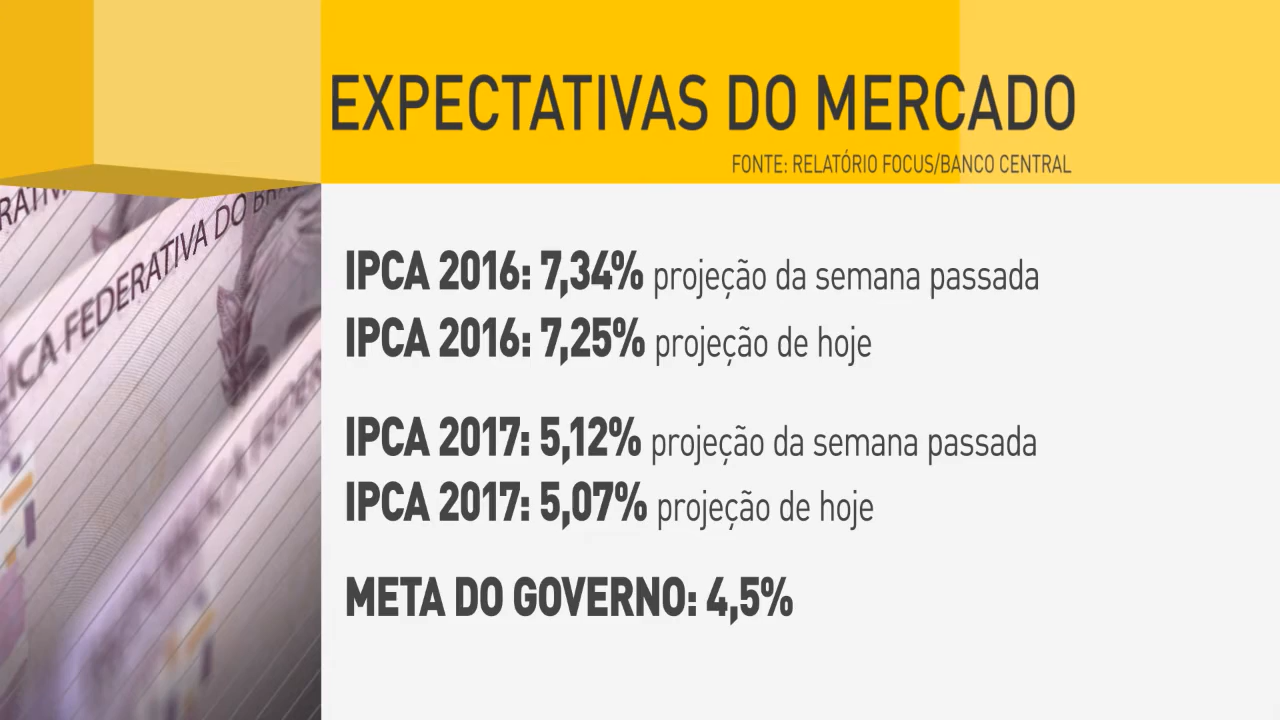 EXPECTATIVAS DO MERCADO
FONTE: RELATÓRIO FOCUS/BANCO CENTRAL
FEDERATIVA DO
IPCA 2016: 7,34% projeção da semana passada
IPCA 2016: 7,25% projeção de hoje
IPCA 2017: 5,12% projeção da semana passada
IPCA 2017: 5,07% projeção de hoje
META DO GOVERNO: 4,5%